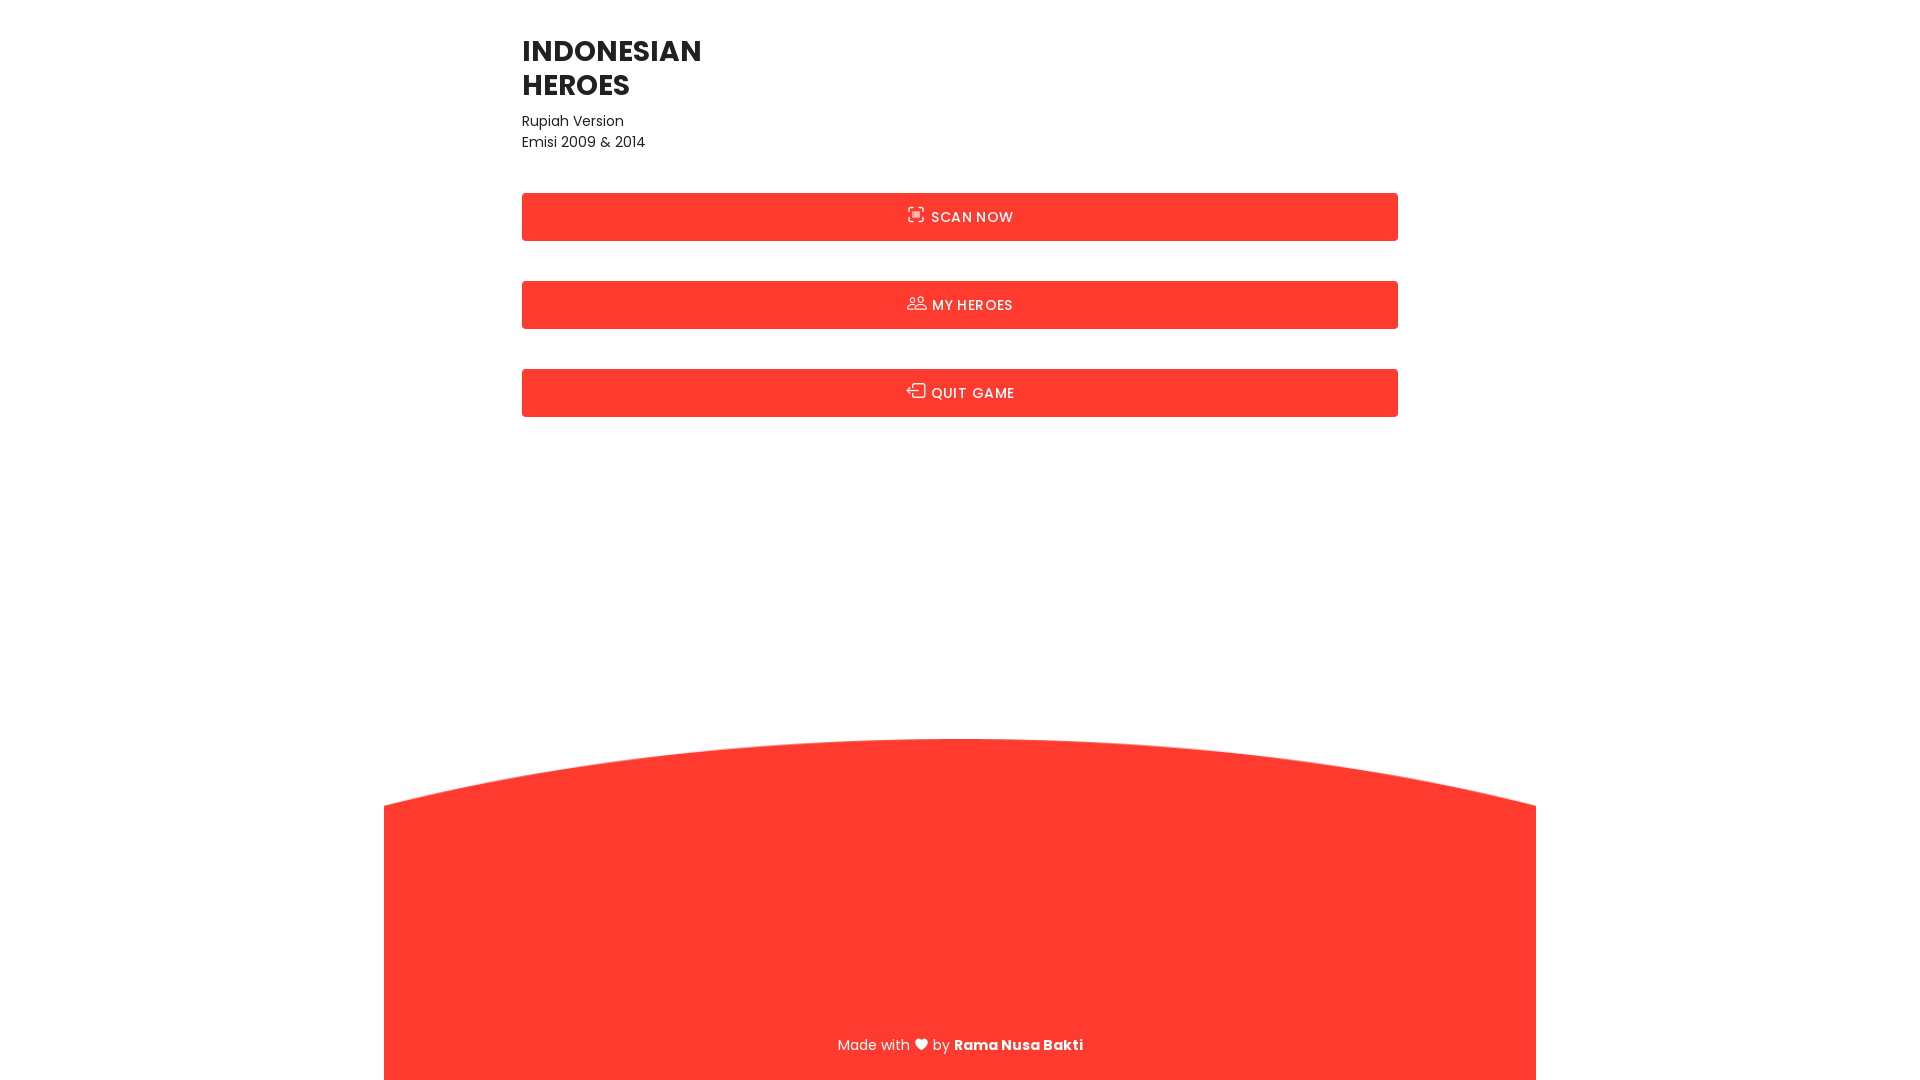 INDONESIAN
HEROES
Rupiah Version
Emisi 2009 & 2014
SCAN NOW
MY HEROES
QUIT GAME
Made with ♥ by Rama Nusa Bakti